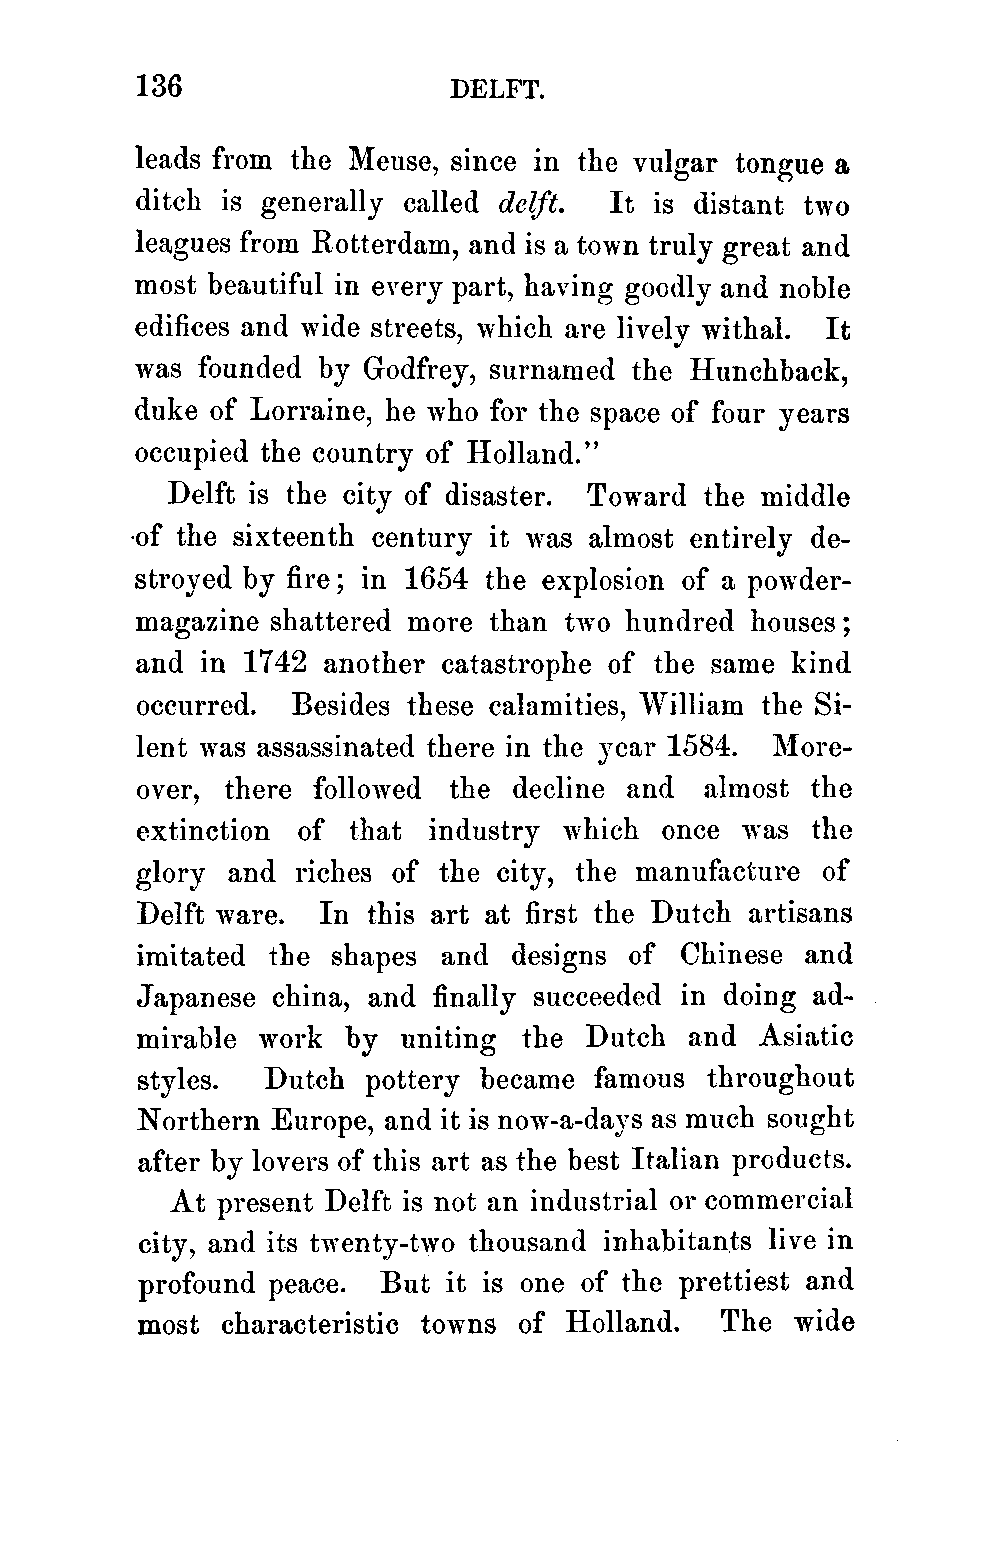 136 DELFT.
leads from the Meuse, since in the vulgar tongue a
ditch is generally called delft. It is distant two
leagues from Rotterdam, and is a town truly great and
most beautiful in every part, having goodly and noble
edifices and wide streets, which are lively withal. It
was founded by Godfrey, surnamed the Hunchback,
duke of Lorraine, he who for the space of four years
occupied the country of Holland."
Delft is the city of disaster. Toward the middle
of the sixteenth century it was almost entirely de-
stroyed by fire; in 1654 the explosion of a powder-
magazine shattered more than two hundred houses;
and in 1742 another catastrophe of the same kind
occurred. Besides these calamities, William the Si-
lent was assassinated there in the year 1584. More-
over, there followed the decline and almost the
extinction of that industry which once was the
glory and riches of the city, the manufacture of
Delft ware. In this art at first the Dutch artisans
imitated the shapes and designs of Chinese and
Japanese china, and finally succeeded in doing ad-
mirable work by uniting the Dutch and Asiatic
styles. Dutch pottery became famous throughout
Northern Europe, and it is now-a-days as much sought
after by lovers of this art as the best Italian products.
At present Delft is not an industrial or commercial
city, and its twenty-two thousand inhabitants live in
profound peace. But it is one of the prettiest and
most characteristic towns of Holland. The wide